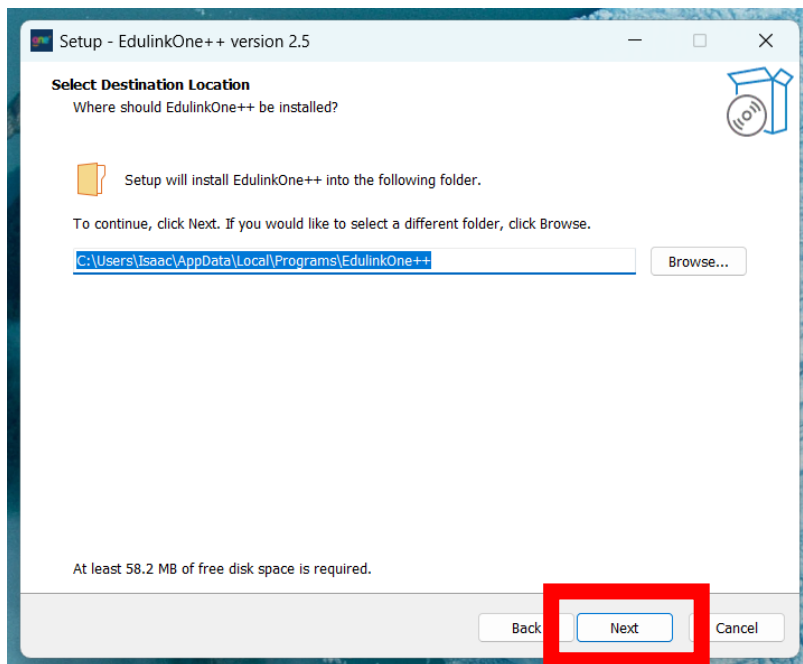 Setup - EdulinkOne++ version 2.5
Select Destination Location
Where should EdulinkOne++ be installed?
Setup will install EdulinkOne++ into the following folder.
To continue, click Next. If you would like to select a different folder, click Browse.
C:\Users\Isaac\AppData\Local\Programs\EdulinkOne++
Browse...
At least 58.2 MB of free disk space is required.
Back
Next
Cancel